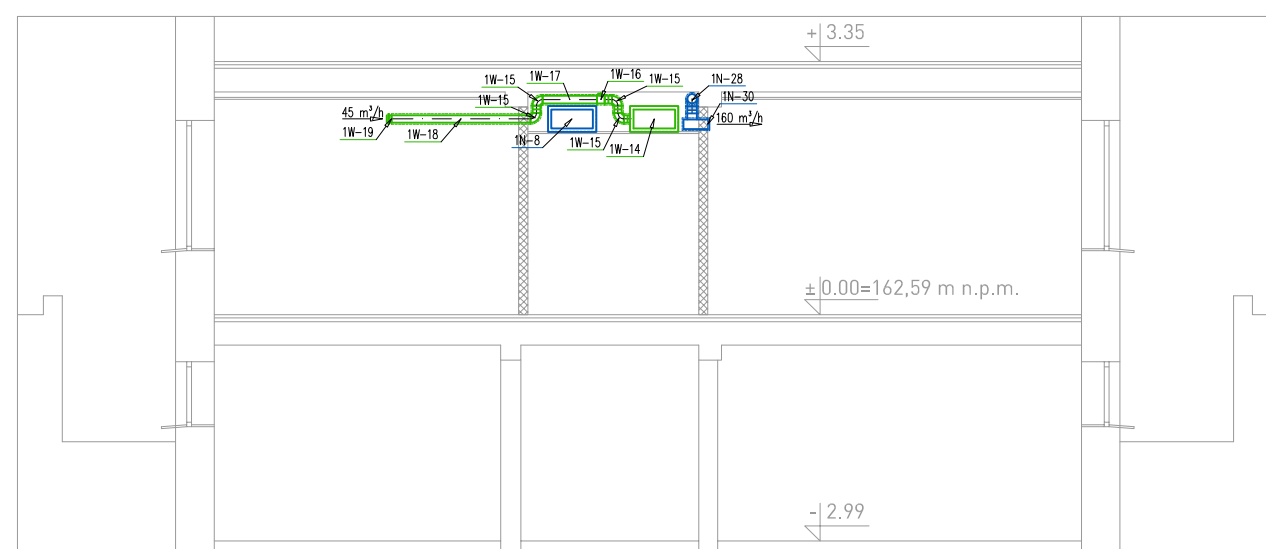 + 3.35
1W-15
1W-17
1W-16
1W-15
1N-28
1W-15
1N-30
45 m³/h
160 m³/h
1W-19
1W-18
1N-8
1W-15
1W-14
± 0.00=162,59 m n.p.m.
- 2.99